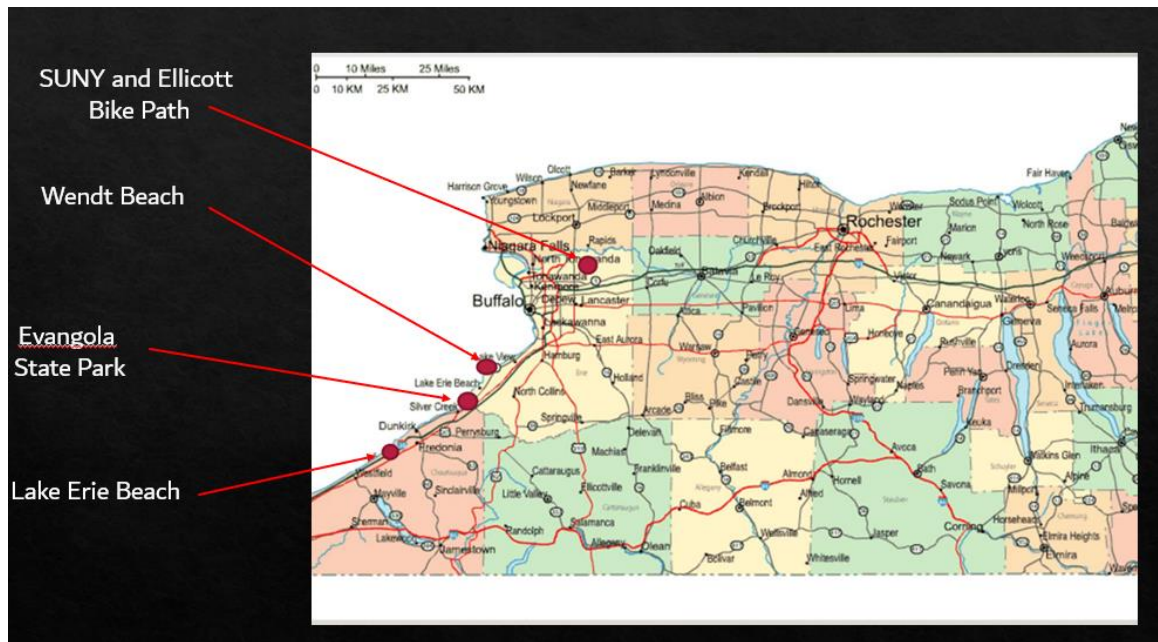 SUNY and Ellicott
Bike Path
Wendt Beach
Evangola
State Park
Lake Erie Beach
0 10 Miles 25 Miles
0 10 KM 25 KM 50 KM
Harrison Grove
Wilson
Olcott
Barker
Lyndonville
Kendall
Hilton
Fair Haven
Youngstown
Newfane
Middleport
Medina
Albion
Brockport
Sodus Point
Wolcott
Lockport
Rochester
Marion
North Rose
Niagara Falls
Rapids
Oakfield
Churchville
East Rochester
Fairport
Newark
Lyons
Weedsport
Kenmore
Corfu
Le Roy
Victor
Buffalo
Depew
Lancaster
Attica
Pavilion
Lima
Canandaigua
Waterloo
Seneca Falls
Auburn
Lackawanna
East Aurora
Warsaw
Perry
Geneseo
Honeoye
Rushville
Geneva
Aurora
Lake View
Hamburg
Holland
Castile
Springwater
Naples
Penn Yan
Dresden
Interlaken
Lake Erie Beach
North Collins
Silver Creek
Springville
Arcade
Bliss
Pike
Dansville
Wayland
Branchport
Trumansburg
Dunkirk
Perrysburg
Delevan
Fillmore
Canaseraga
Keuka
Fredonia
Machias
Avoca
Watkins Glen
Westfield
Cattaraugus
Franklinville
Belfast
Almond
Hornell
Bath
Alpine
Mayville
Sinclairville
Little Valley
Ellicottville
Cuba
Belmont
Alfred
Savona
Millport
Sherman
Randolph
Salamanca
Wellsville
Jasper
Corning
Horseheads
Lakewood
Jamestown
Allegany
Olean
Bolivar
Whitesville
Elmira Heights
Elmira